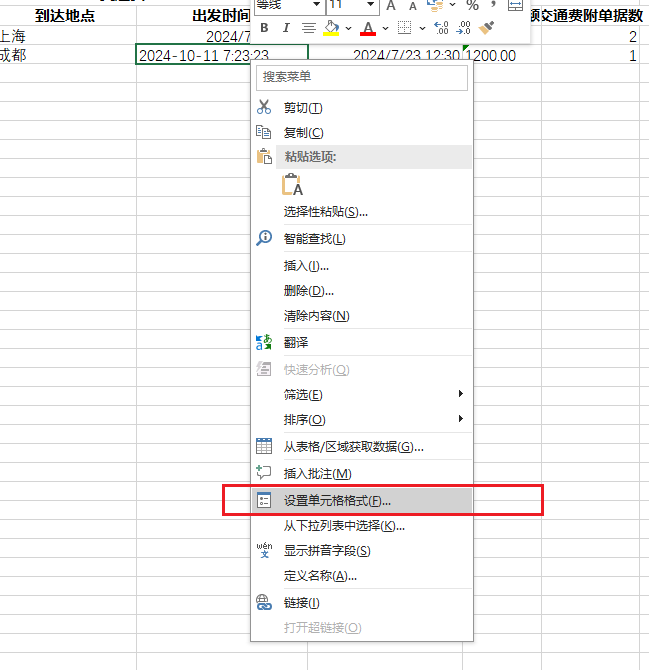 等线 11 A A %
B I A
到达地点 出发时间 交通费附单据数
上海 2024/7 2
成都 2024-10-11 7:23:23 2024/7/23 12:30 1200.00 1
搜索菜单
剪切(T)
复制(C)
粘贴选项:
选择性粘贴(S)...
智能查找(L)
插入(I)...
删除(D)...
清除内容(N)
翻译
快速分析(Q)
筛选(E)
排序(O)
从表格/区域获取数据(G)...
插入批注(M)
设置单元格格式(F)...
从下拉列表中选择(K)...
显示拼音字段(S)
定义名称(A)...
链接(I)
打开超链接(O)